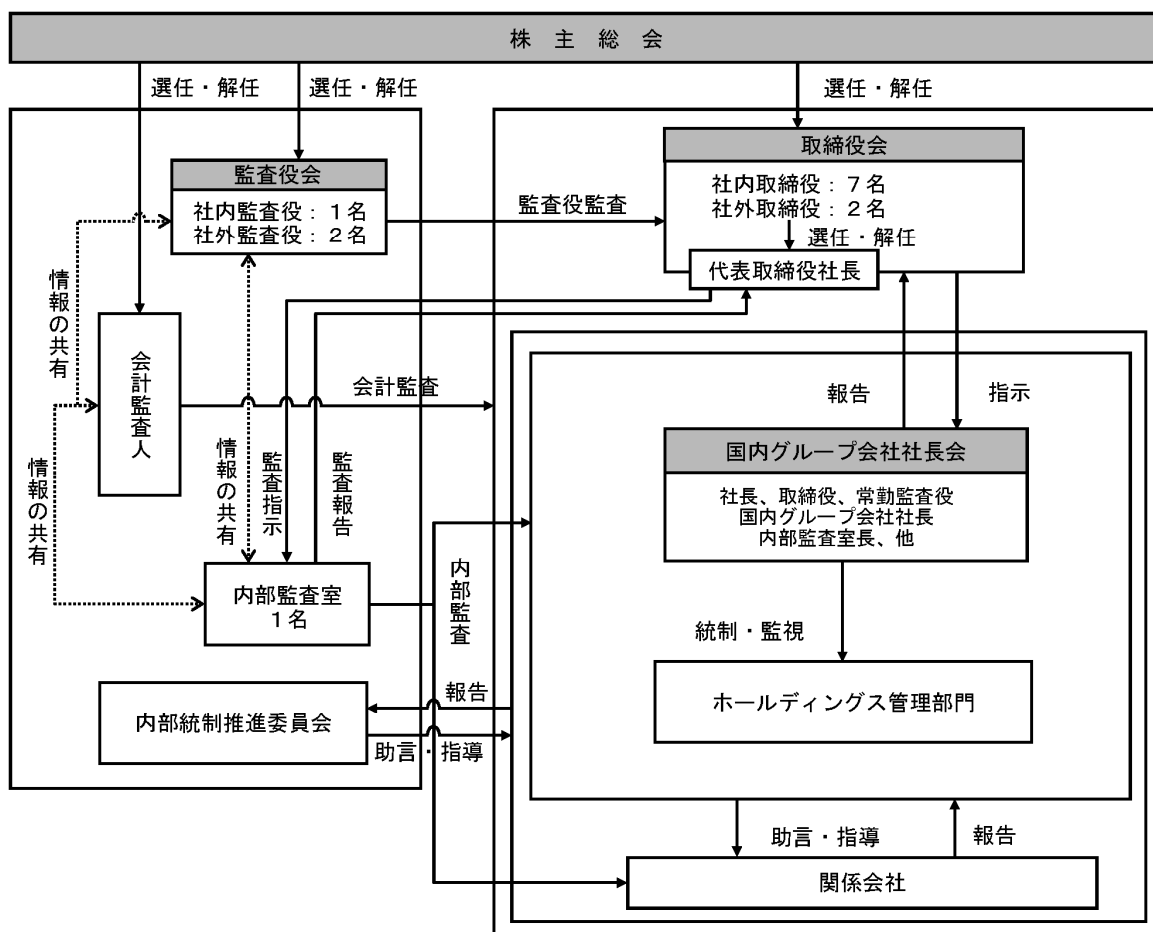 株主総会
選任・解任
選任・解任
選任・解任
取締役会
社内取締役：7名
社外取締役：2名
選任・解任
代表取締役社長
監査役会
社内監査役：1名
社外監査役：2名
監査役監査
情報の共有
会計監査人
会計監査
情報の共有
情報の共有
監査指示
監査報告
報告
指示
国内グループ会社社長会
社長、取締役、常勤監査役
国内グループ会社社長
内部監査室長、他
内部監査室
1名
内部監査
統制・監視
ホールディングス管理部門
報告
内部統制推進委員会
助言・指導
助言・指導
報告
関係会社